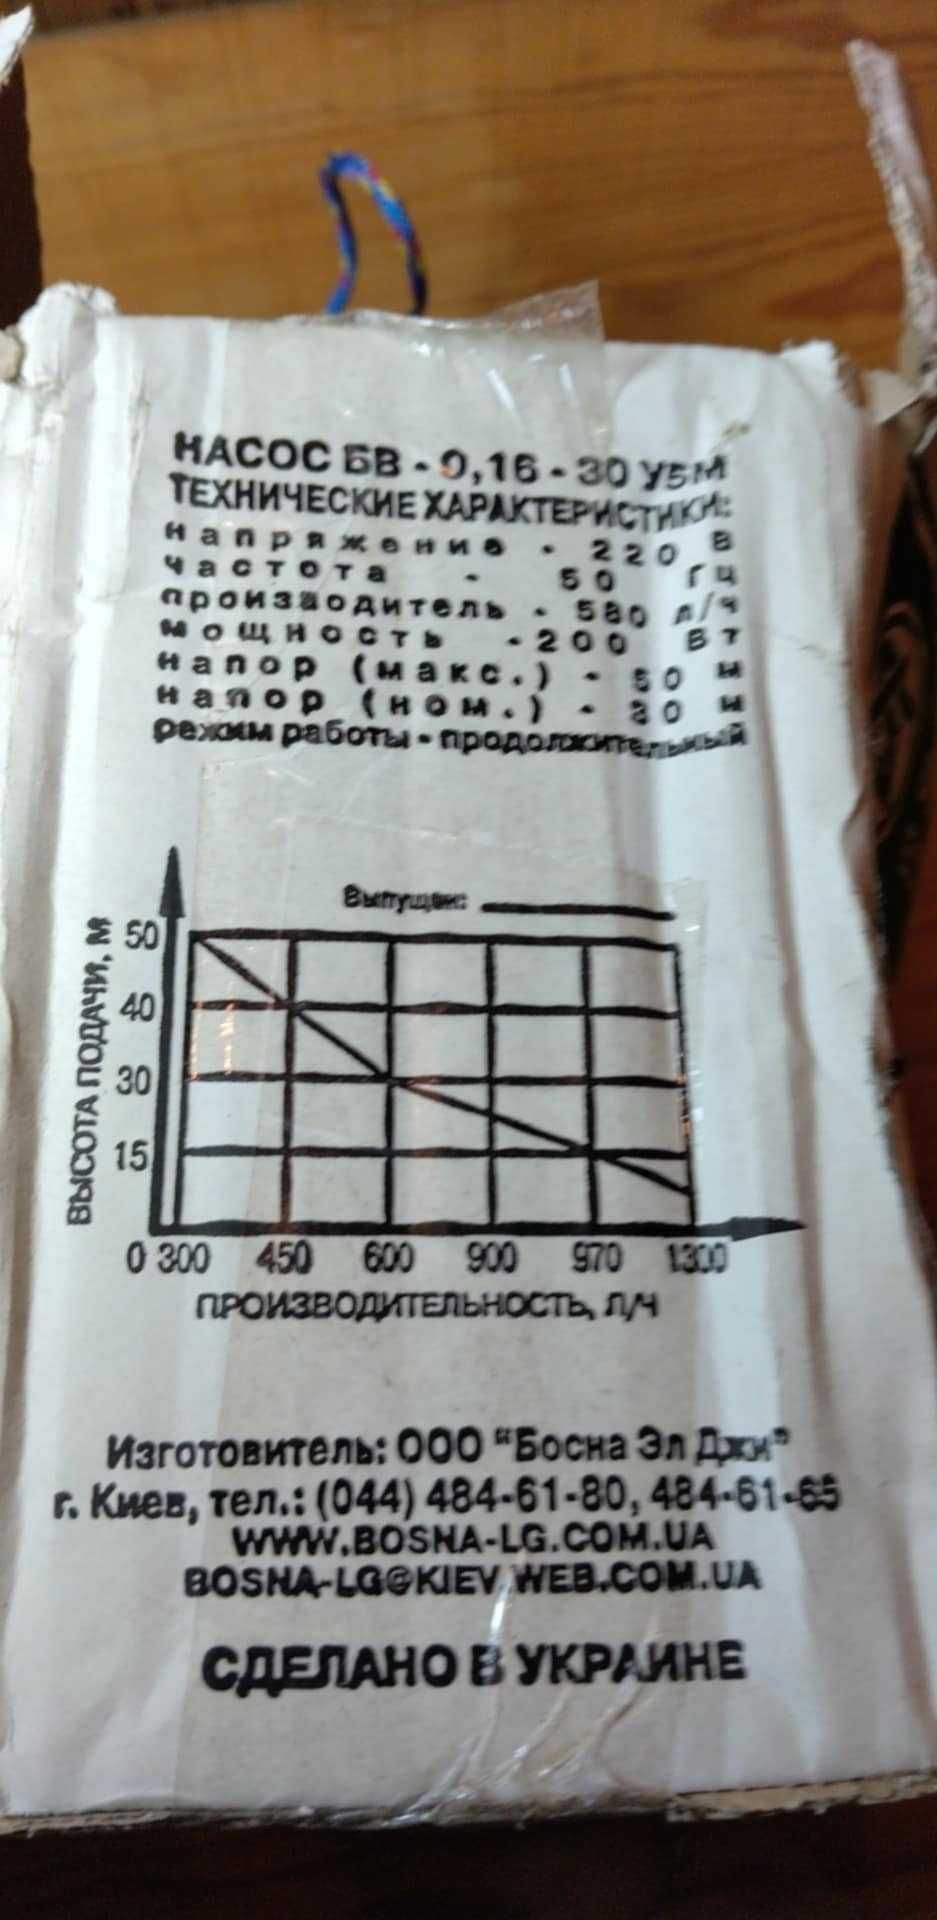 НАСОС БВ - 0,16 - 30 У5М
ТЕХНИЧЕСКИЕ ХАРАКТЕРИСТИКИ:
напряжение - 220 В
частота - 50 Гц
производитель - 580 л/ч
мощность - 200 Вт
напор (макс.) - 50 м
напор (ном.) - 30 м
режим работы - продолжительный
Выпущен:
ВЫСОТА ПОДАЧИ, М
50
40
30
15
0 300 450 600 900 970 1300
ПРОИЗВОДИТЕЛЬНОСТЬ, Л/Ч
Изготовитель: ООО "Босна Эл Джи"
г. Киев, тел.: (044) 484-61-80, 484-61-65
WWW.BOSNA-LG.COM.UA
BOSNA-LG@KIEV.WEB.COM.UA
СДЕЛАНО В УКРАИНЕ